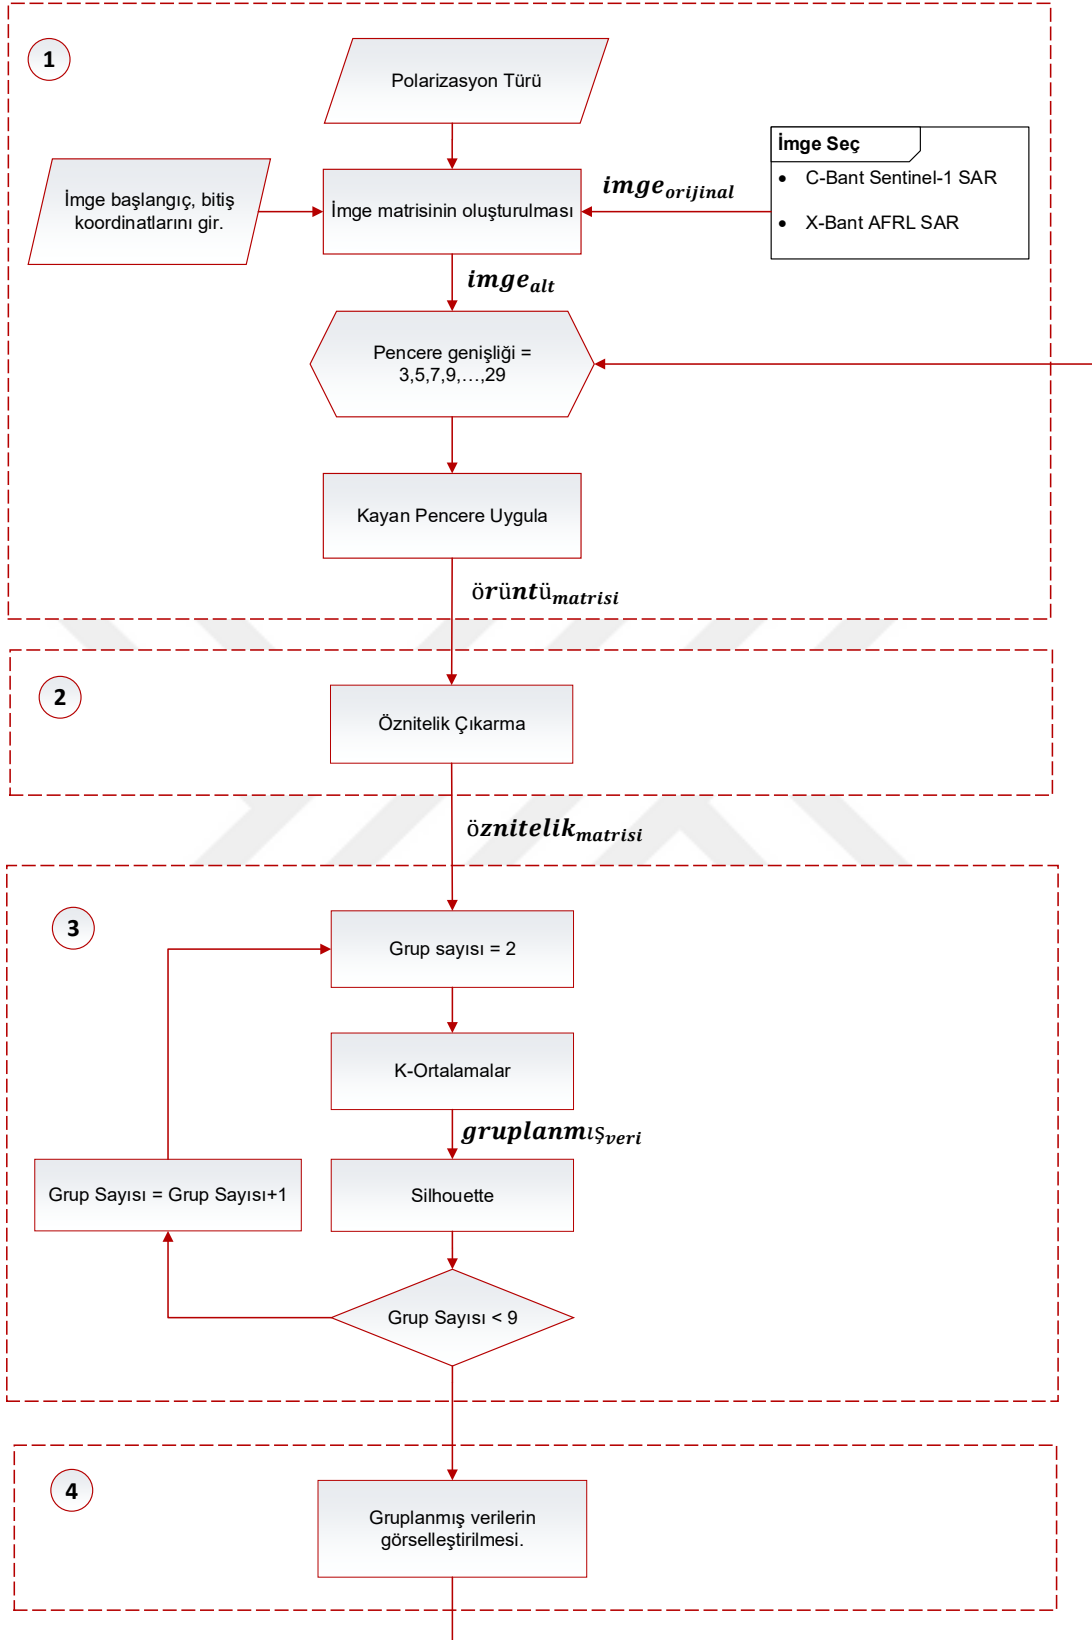 1
Polarizasyon Türü
İmge Seç
• C-Bant Sentinel-1 SAR
• X-Bant AFRL SAR
İmge başlangıç, bitiş
koordinatlarını gir.
İmge matrisinin oluşturulması
imge_orijinal
imge_alt
Pencere genişliği =
3,5,7,9,...,29
Kayan Pencere Uygula
örüntü_matrisi
2
Öznitelik Çıkarma
öznitelik_matrisi
3
Grup sayısı = 2
K-Ortalamalar
gruplanmış_veri
Grup Sayısı = Grup Sayısı+1
Silhouette
Grup Sayısı < 9
4
Gruplanmış verilerin
görselleştirilmesi.